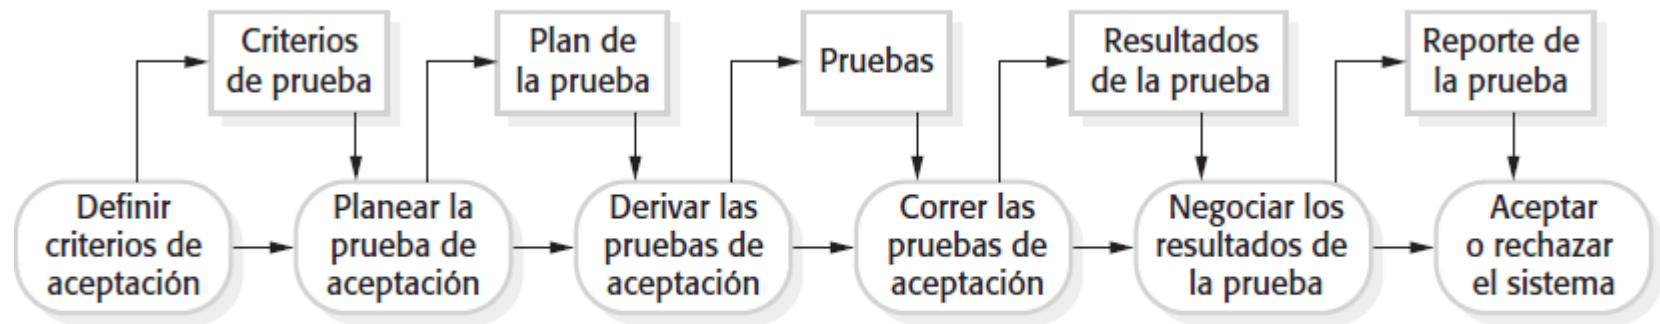 Criterios
de prueba
Plan de
la prueba
Pruebas
Resultados
de la prueba
Reporte de
la prueba
Definir
criterios de
aceptación
Planear la
prueba de
aceptación
Derivar las
pruebas de
aceptación
Correr las
pruebas de
aceptación
Negociar los
resultados de
la prueba
Aceptar
o rechazar
el sistema